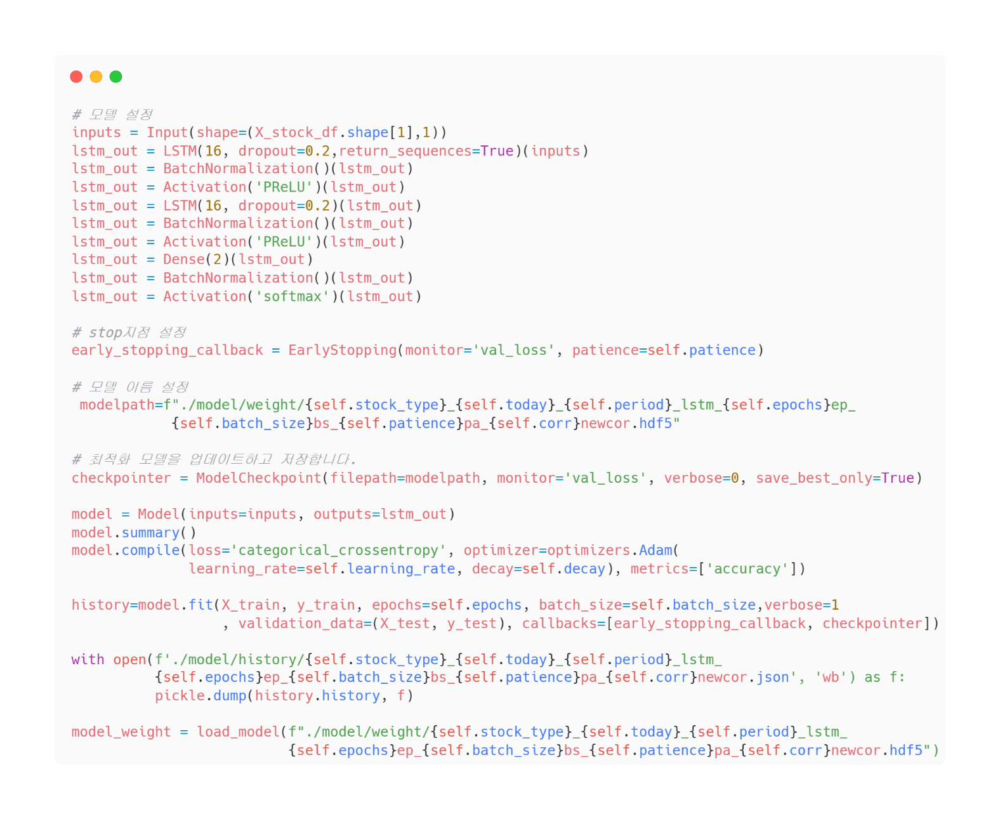 # 모델 설정
inputs = Input(shape=(X_stock_df.shape[1],1))
lstm_out = LSTM(16, dropout=0.2,return_sequences=True)(inputs)
lstm_out = BatchNormalization()(lstm_out)
lstm_out = Activation('PReLU')(lstm_out)
lstm_out = LSTM(16, dropout=0.2)(lstm_out)
lstm_out = BatchNormalization()(lstm_out)
lstm_out = Activation('PReLU')(lstm_out)
lstm_out = Dense(2)(lstm_out)
lstm_out = BatchNormalization()(lstm_out)
lstm_out = Activation('softmax')(lstm_out)

# stop지점 설정
early_stopping_callback = EarlyStopping(monitor='val_loss', patience=self.patience)

# 모델 이름 설정
 modelpath=f"./model/weight/{self.stock_type}_{self.today}_{self.period}_lstm_{self.epochs}ep_
            {self.batch_size}bs_{self.patience}pa_{self.corr}newcor.hdf5"

# 최적화 모델을 업데이트하고 저장합니다.
checkpointer = ModelCheckpoint(filepath=modelpath, monitor='val_loss', verbose=0, save_best_only=True)

model = Model(inputs=inputs, outputs=lstm_out)
model.summary()
model.compile(loss='categorical_crossentropy', optimizer=optimizers.Adam(
              learning_rate=self.learning_rate, decay=self.decay), metrics=['accuracy'])

history=model.fit(X_train, y_train, epochs=self.epochs, batch_size=self.batch_size,verbose=1
                  , validation_data=(X_test, y_test), callbacks=[early_stopping_callback, checkpointer])

with open(f'./model/history/{self.stock_type}_{self.today}_{self.period}_lstm_
          {self.epochs}ep_{self.batch_size}bs_{self.patience}pa_{self.corr}newcor.json', 'wb') as f:
          pickle.dump(history.history, f)

model_weight = load_model(f"./model/weight/{self.stock_type}_{self.today}_{self.period}_lstm_
                          {self.epochs}ep_{self.batch_size}bs_{self.patience}pa_{self.corr}newcor.hdf5")